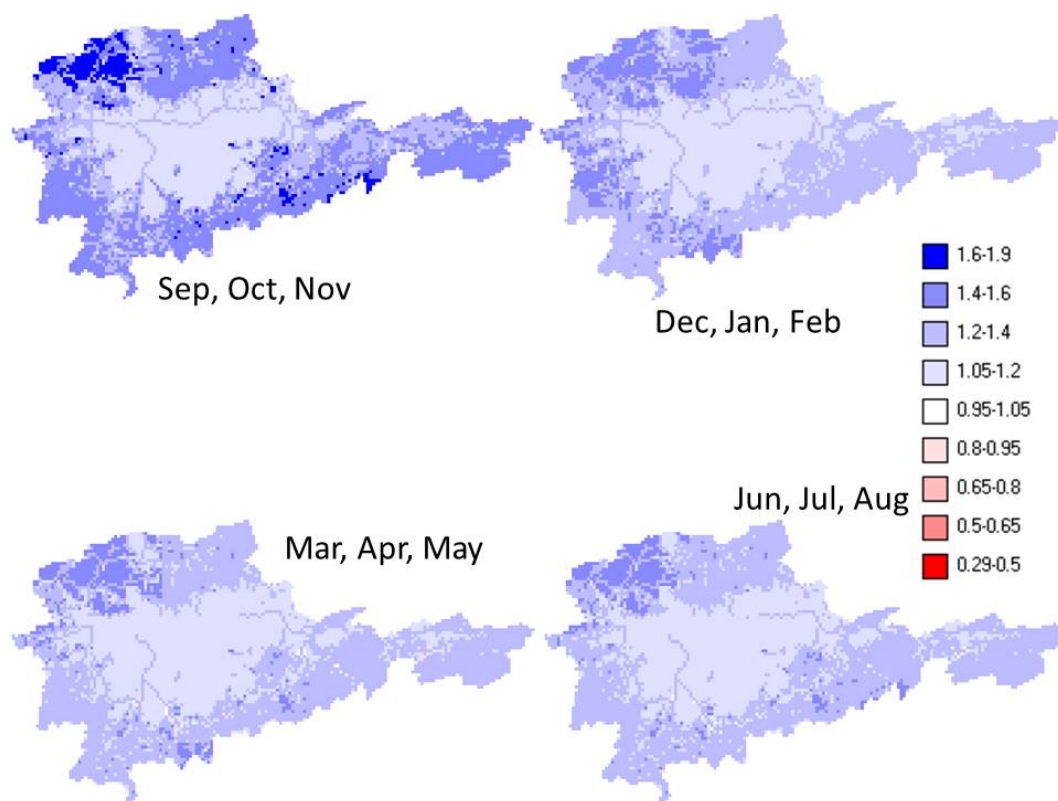 Sep, Oct, Nov
Dec, Jan, Feb
1.6-1.9
1.4-1.6
1.2-1.4
1.05-1.2
0.95-1.05
0.8-0.95
0.65-0.8
0.5-0.65
0.29-0.5
Mar, Apr, May
Jun, Jul, Aug